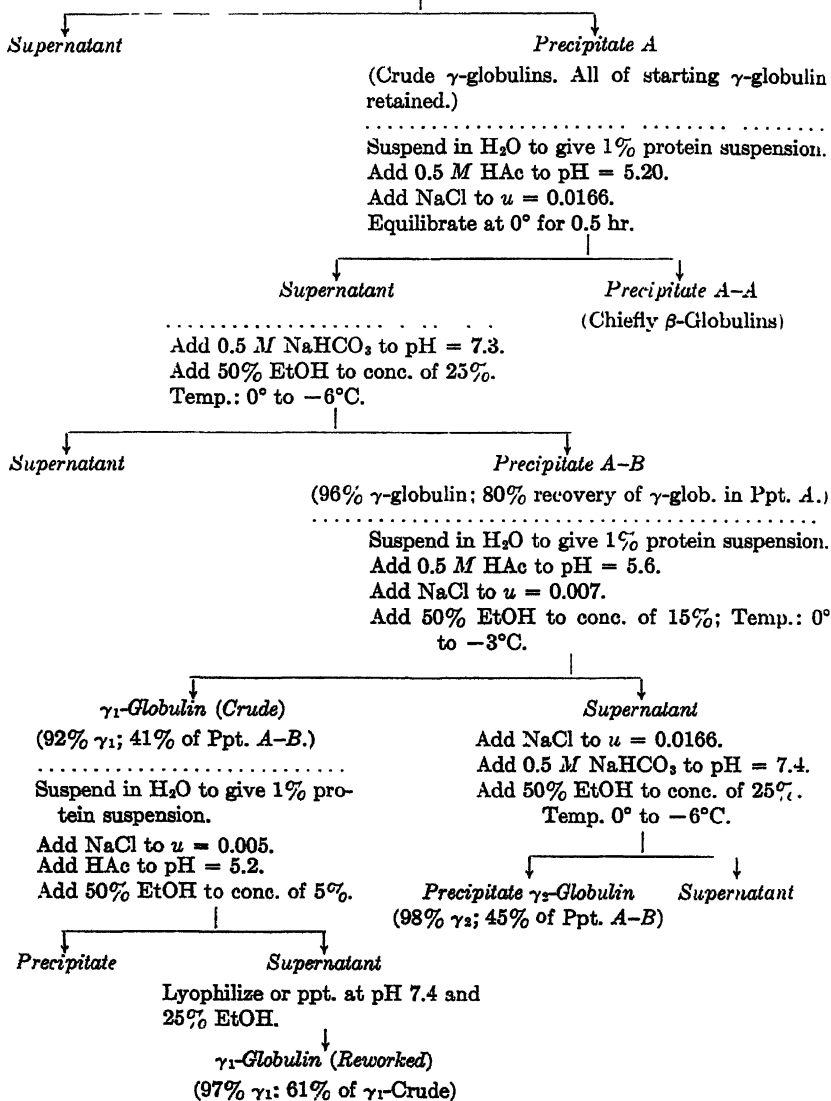 Supernatant
Precipitate A
(Crude γ-globulins. All of starting γ-globulin
retained.)
Suspend in H₂O to give 1% protein suspension.
Add 0.5 M HAc to pH = 5.20.
Add NaCl to u = 0.0166.
Equilibrate at 0° for 0.5 hr.
Supernatant
Precipitate A–A
(Chiefly β-Globulins)
Add 0.5 M NaHCO₃ to pH = 7.3.
Add 50% EtOH to conc. of 25%.
Temp.: 0° to −6°C.
Supernatant
Precipitate A–B
(96% γ-globulin; 80% recovery of γ-glob. in Ppt. A.)
Suspend in H₂O to give 1% protein suspension.
Add 0.5 M HAc to pH = 5.6.
Add NaCl to u = 0.007.
Add 50% EtOH to conc. of 15%; Temp.: 0°
to −3°C.
γ₁-Globulin (Crude)
(92% γ₁; 41% of Ppt. A–B.)
Suspend in H₂O to give 1% pro-
tein suspension.
Add NaCl to u = 0.005.
Add HAc to pH = 5.2.
Add 50% EtOH to conc. of 5%.
Supernatant
Add NaCl to u = 0.0166.
Add 0.5 M NaHCO₃ to pH = 7.4.
Add 50% EtOH to conc. of 25%.
Temp. 0° to −6°C.
Precipitate γ₂-Globulin
(98% γ₂; 45% of Ppt. A–B)
Supernatant
Precipitate
Supernatant
Lyophilize or ppt. at pH 7.4 and
25% EtOH.
γ₁-Globulin (Reworked)
(97% γ₁: 61% of γ₁-Crude)